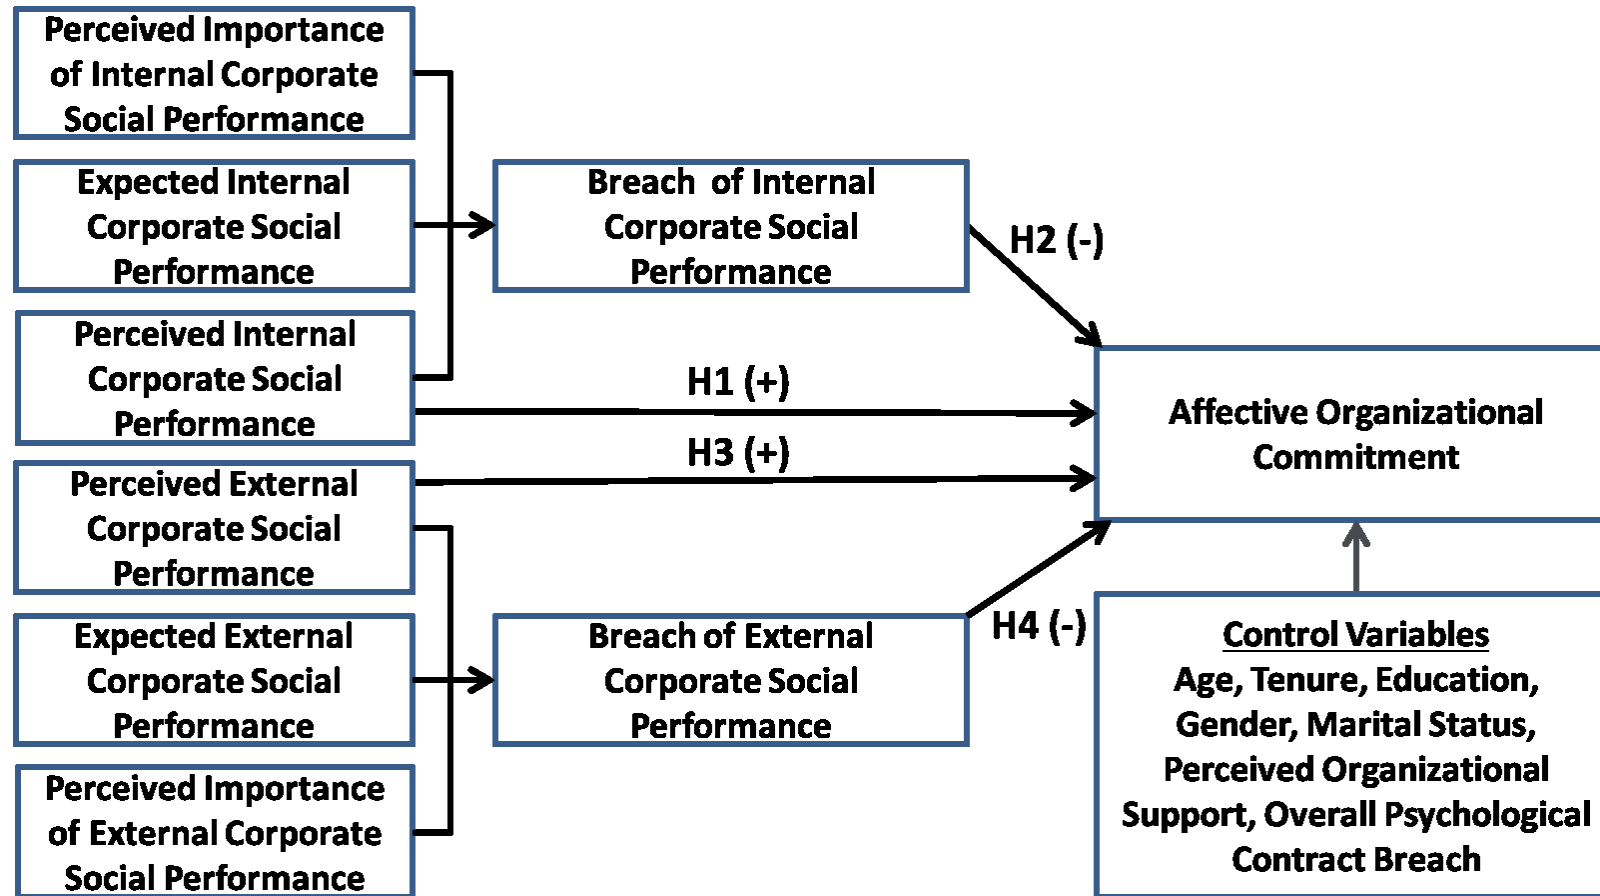 Perceived Importance
of Internal Corporate
Social Performance
Expected Internal
Corporate Social
Performance
Perceived Internal
Corporate Social
Performance
Perceived External
Corporate Social
Performance
Expected External
Corporate Social
Performance
Perceived Importance
of External Corporate
Social Performance
Breach of Internal
Corporate Social
Performance
Breach of External
Corporate Social
Performance
H2 (-)
H1 (+)
H3 (+)
H4 (-)
Affective Organizational
Commitment
Control Variables
Age, Tenure, Education,
Gender, Marital Status,
Perceived Organizational
Support, Overall Psychological
Contract Breach